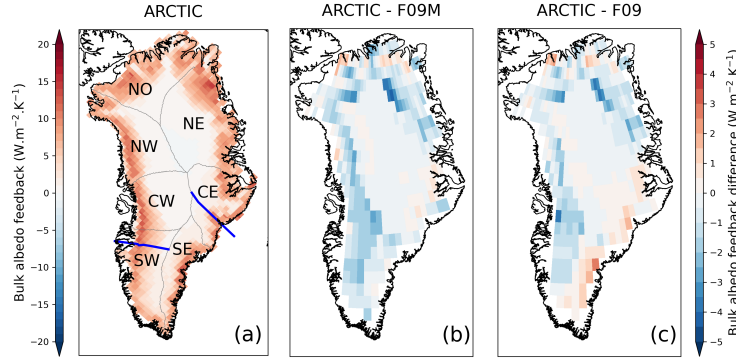 ARCTIC
ARCTIC - F09M
ARCTIC - F09
Bulk albedo feedback (W m⁻² K⁻¹)
20
15
10
5
0
−5
−10
−15
−20
NO
NE
NW
CW
CE
SE
SW
(a)
(b)
(c)
5
4
3
2
1
0
−1
−2
−3
−4
−5
Bulk albedo feedback difference (W m⁻² K⁻¹)